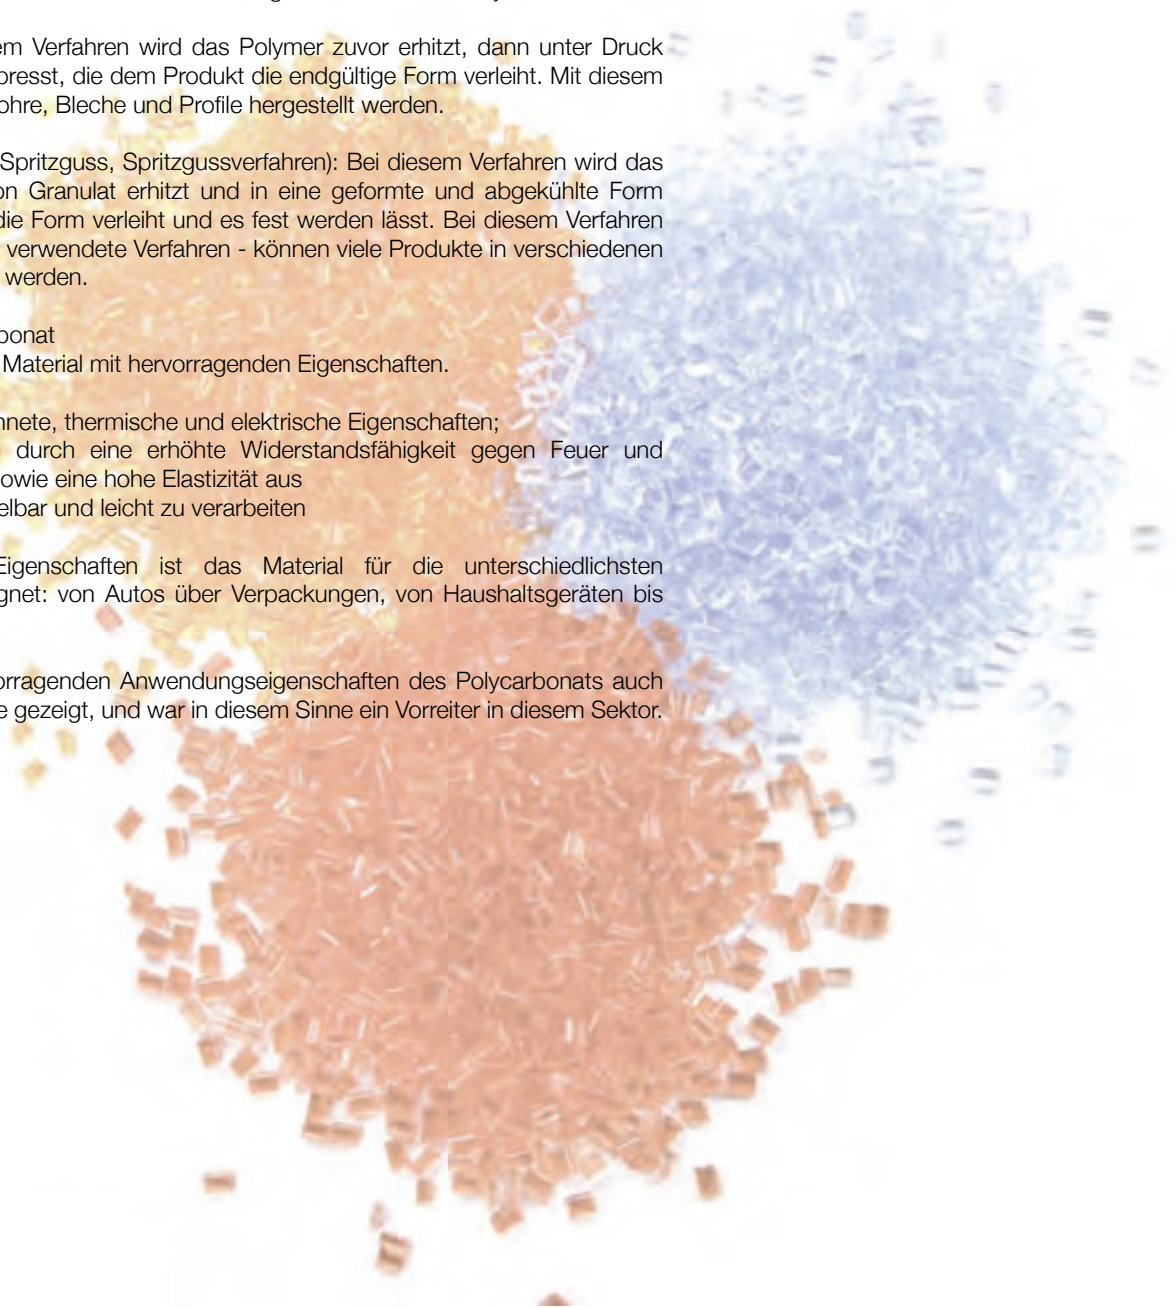 em Verfahren wird das Polymer zuvor erhitzt, dann unter Druck
presst, die dem Produkt die endgültige Form verleiht. Mit diesem
ohre, Bleche und Profile hergestellt werden.
Spritzguss, Spritzgussverfahren): Bei diesem Verfahren wird das
on Granulat erhitzt und in eine geformte und abgekühlte Form
die Form verleiht und es fest werden lässt. Bei diesem Verfahren
verwendete Verfahren - können viele Produkte in verschiedenen
werden.
bonat
Material mit hervorragenden Eigenschaften.
hnete, thermische und elektrische Eigenschaften;
durch eine erhöhte Widerstandsfähigkeit gegen Feuer und
owie eine hohe Elastizität aus
elbar und leicht zu verarbeiten
Eigenschaften ist das Material für die unterschiedlichsten
gnet: von Autos über Verpackungen, von Haushaltsgeräten bis
orragenden Anwendungseigenschaften des Polycarbonats auch
e gezeigt, und war in diesem Sinne ein Vorreiter in diesem Sektor.